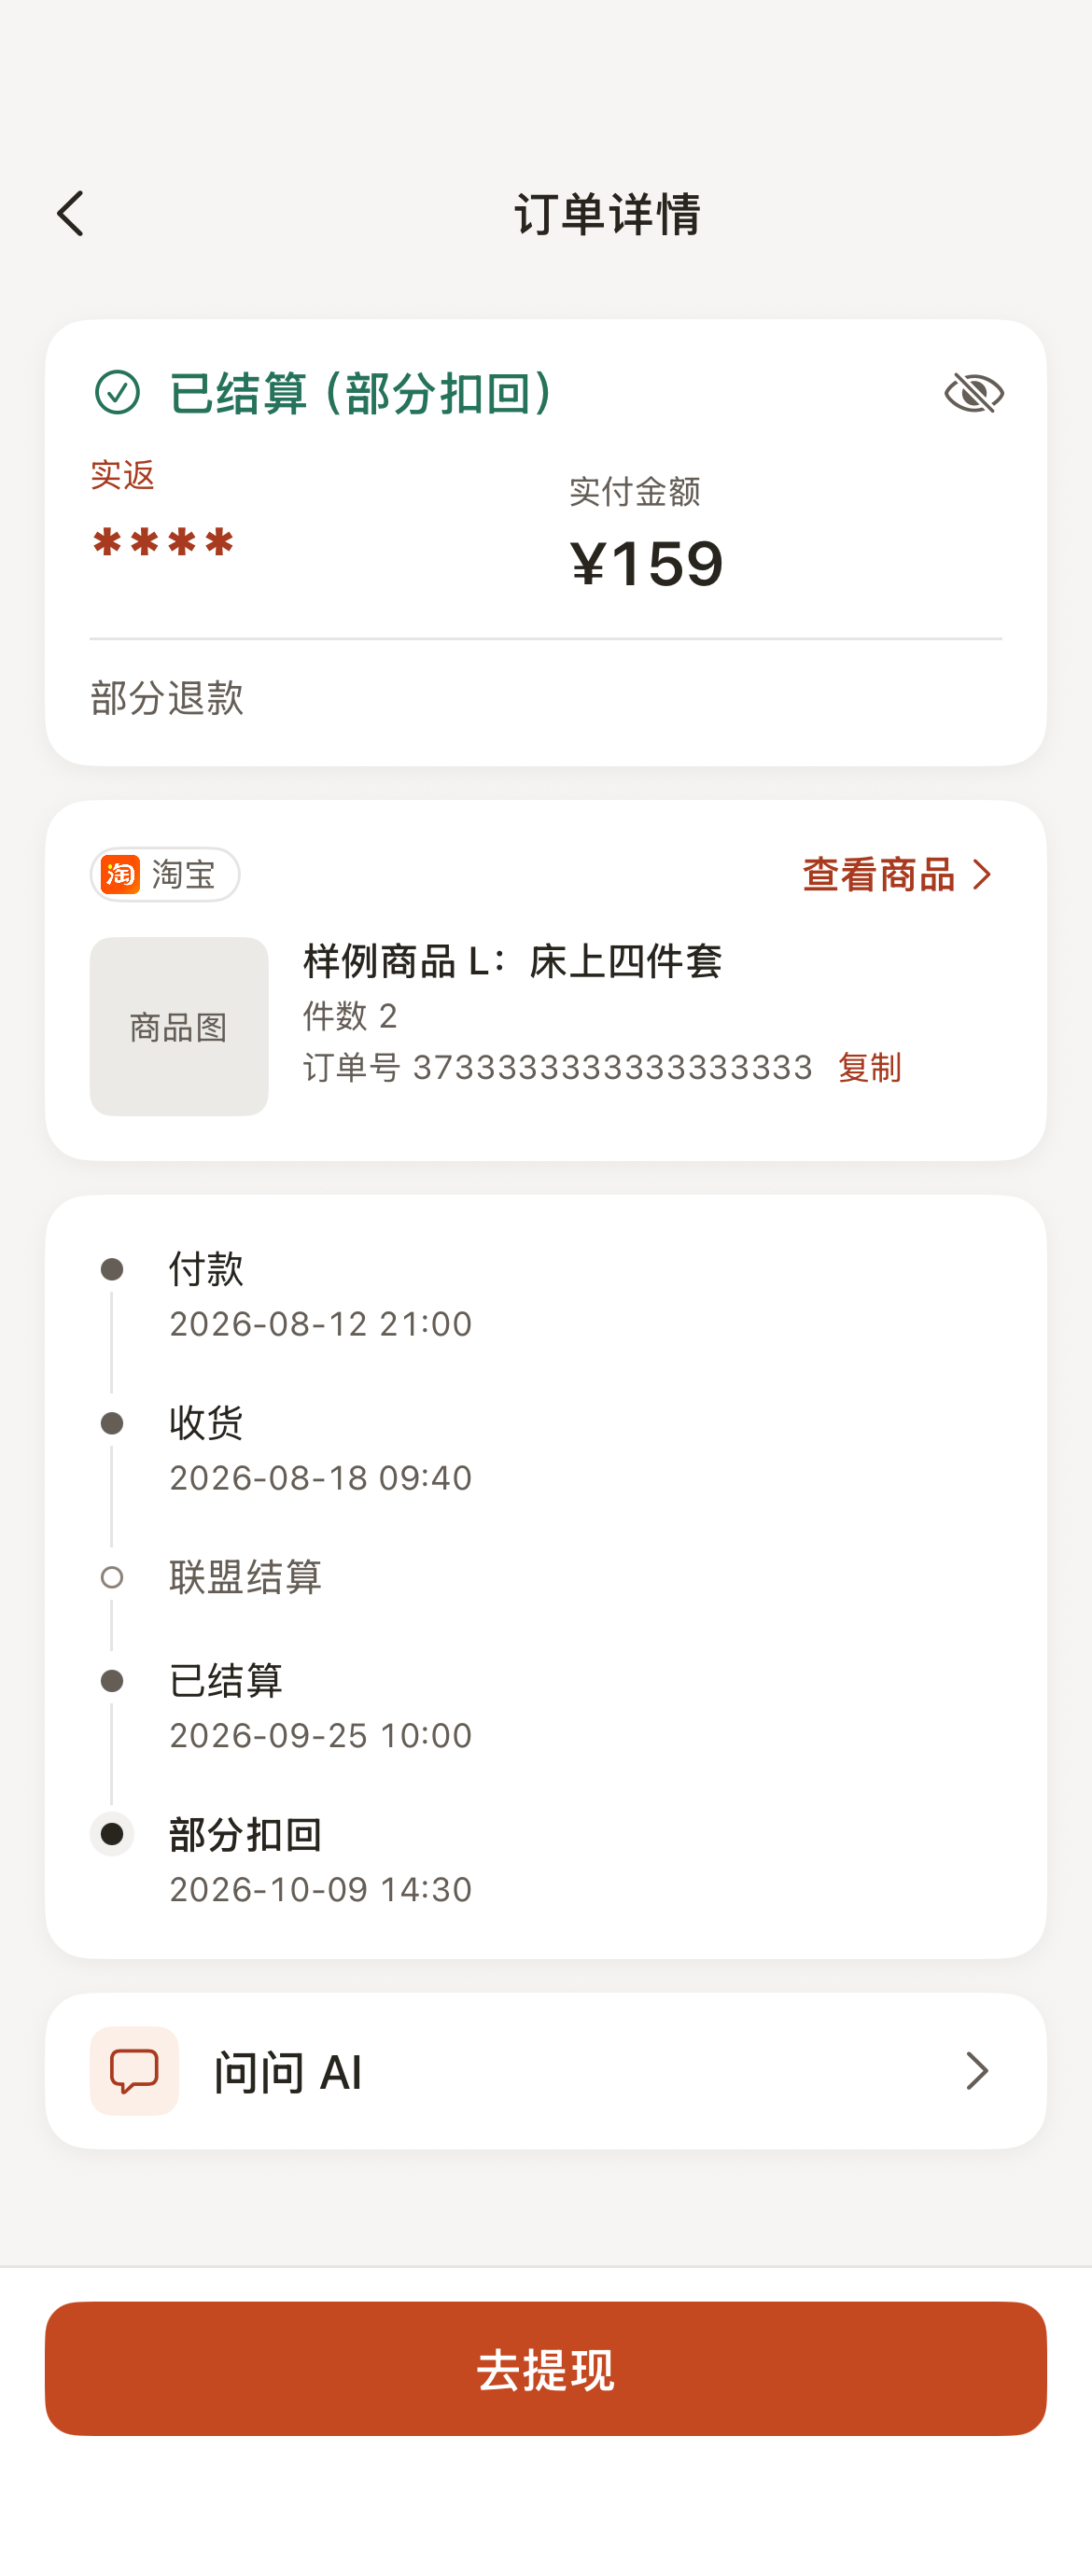 订单详情
已结算（部分扣回）
实返
****
实付金额
¥159
部分退款
淘 淘宝
查看商品
商品图
样例商品 L：床上四件套
件数 2
订单号 3733333333333333333 复制
付款
2026-08-12 21:00
收货
2026-08-18 09:40
联盟结算
已结算
2026-09-25 10:00
部分扣回
2026-10-09 14:30
问问 AI
去提现